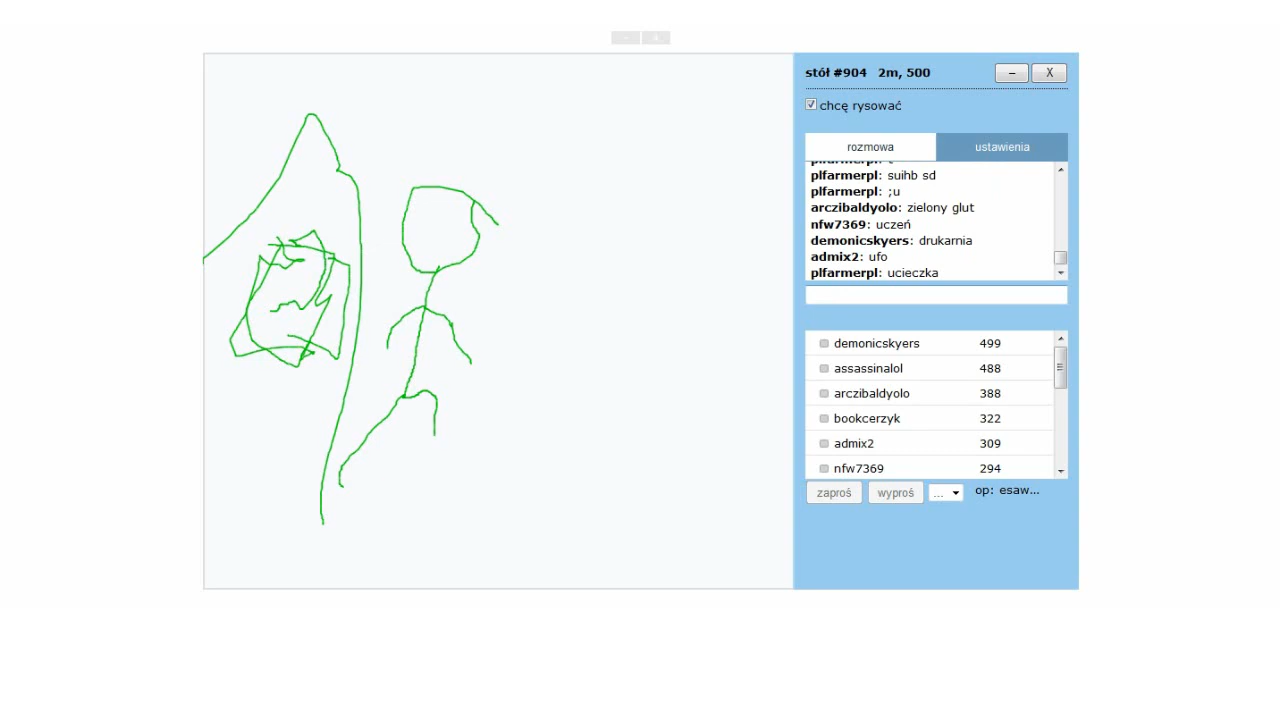 stół #904 2m, 500
– X
chcę rysować
rozmowa ustawienia
plfarmerpl: suihb sd
plfarmerpl: ;u
arczibaldyolo: zielony glut
nfw7369: uczeń
demonicskyers: drukarnia
admix2: ufo
plfarmerpl: ucieczka
demonicskyers 499
assassinalol 488
arczibaldyolo 388
bookcerzyk 322
admix2 309
nfw7369 294
zaproś wyproś ... op: esaw...